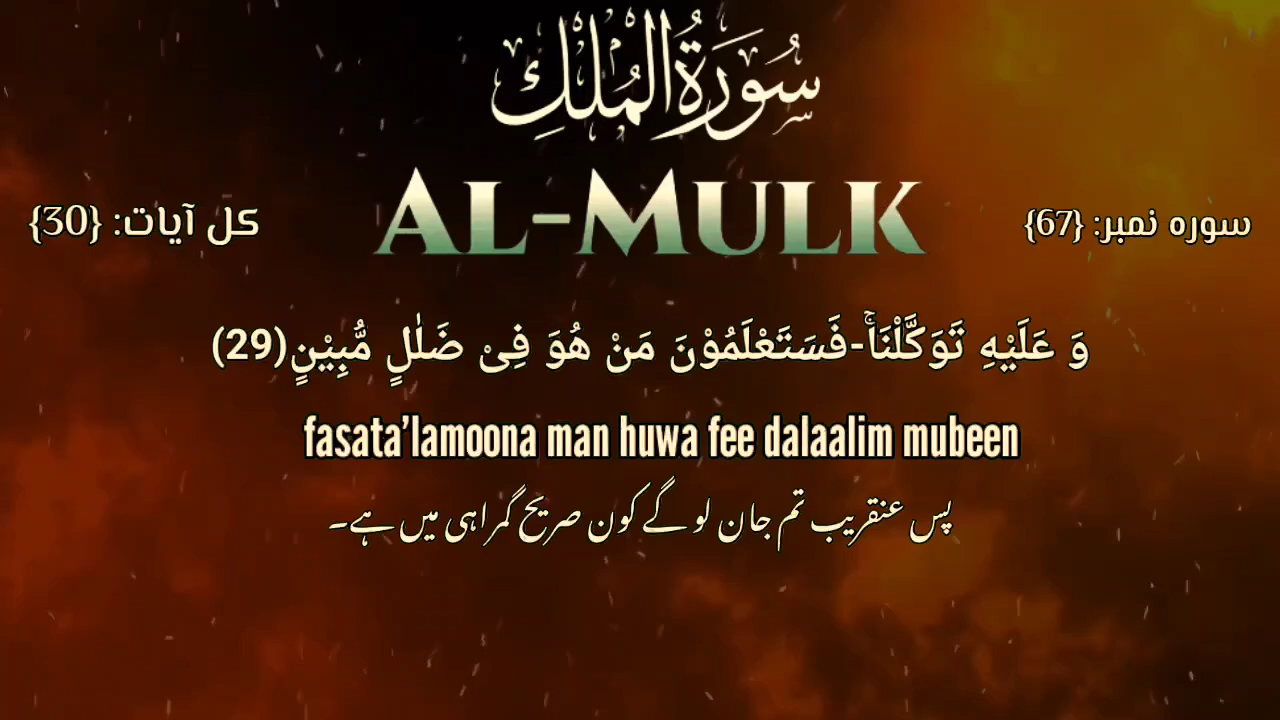 سُورَةُ الْمُلْكِ
AL-MULK
سورہ نمبر: {67}
کل آیات: {30}
وَ عَلَیْهِ تَوَكَّلْنَاۚ-فَسَتَعْلَمُوْنَ مَنْ هُوَ فِیْ ضَلٰلٍ مُّبِیْنٍ(29)
fasata’lamoona man huwa fee dalaalim mubeen
پس عنقریب تم جان لو گے کون صریح گمراہی میں ہے۔